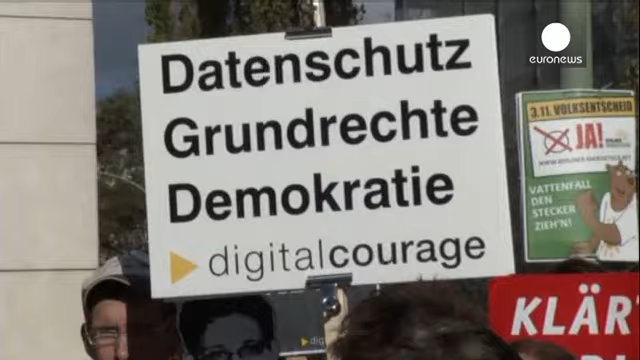 Datenschutz
Grundrechte
Demokratie
digitalcourage
euronews
3.11. VOLKSENTSCHEID
JA!
VATTENFALL
DEN
STECKER
ZIEH'N!
KLÄR